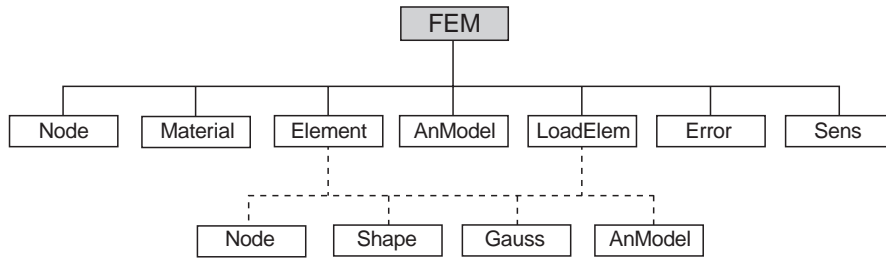 FEM
Node Material Element AnModel LoadElem Error Sens
Node Shape Gauss AnModel